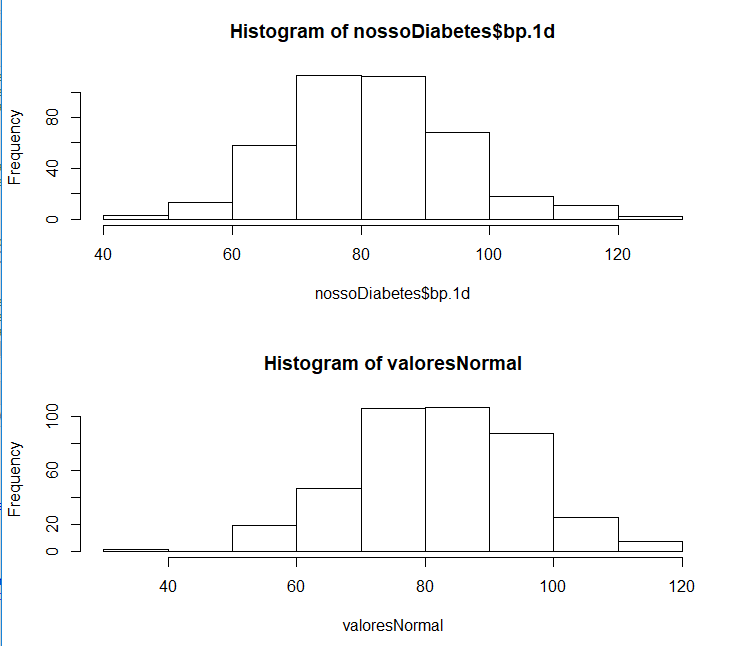 Histogram of nossoDiabetes$bp.1d
Frequency
80
40
0
40 60 80 100 120
nossoDiabetes$bp.1d
Histogram of valoresNormal
Frequency
100
60
20
0
40 60 80 100 120
valoresNormal